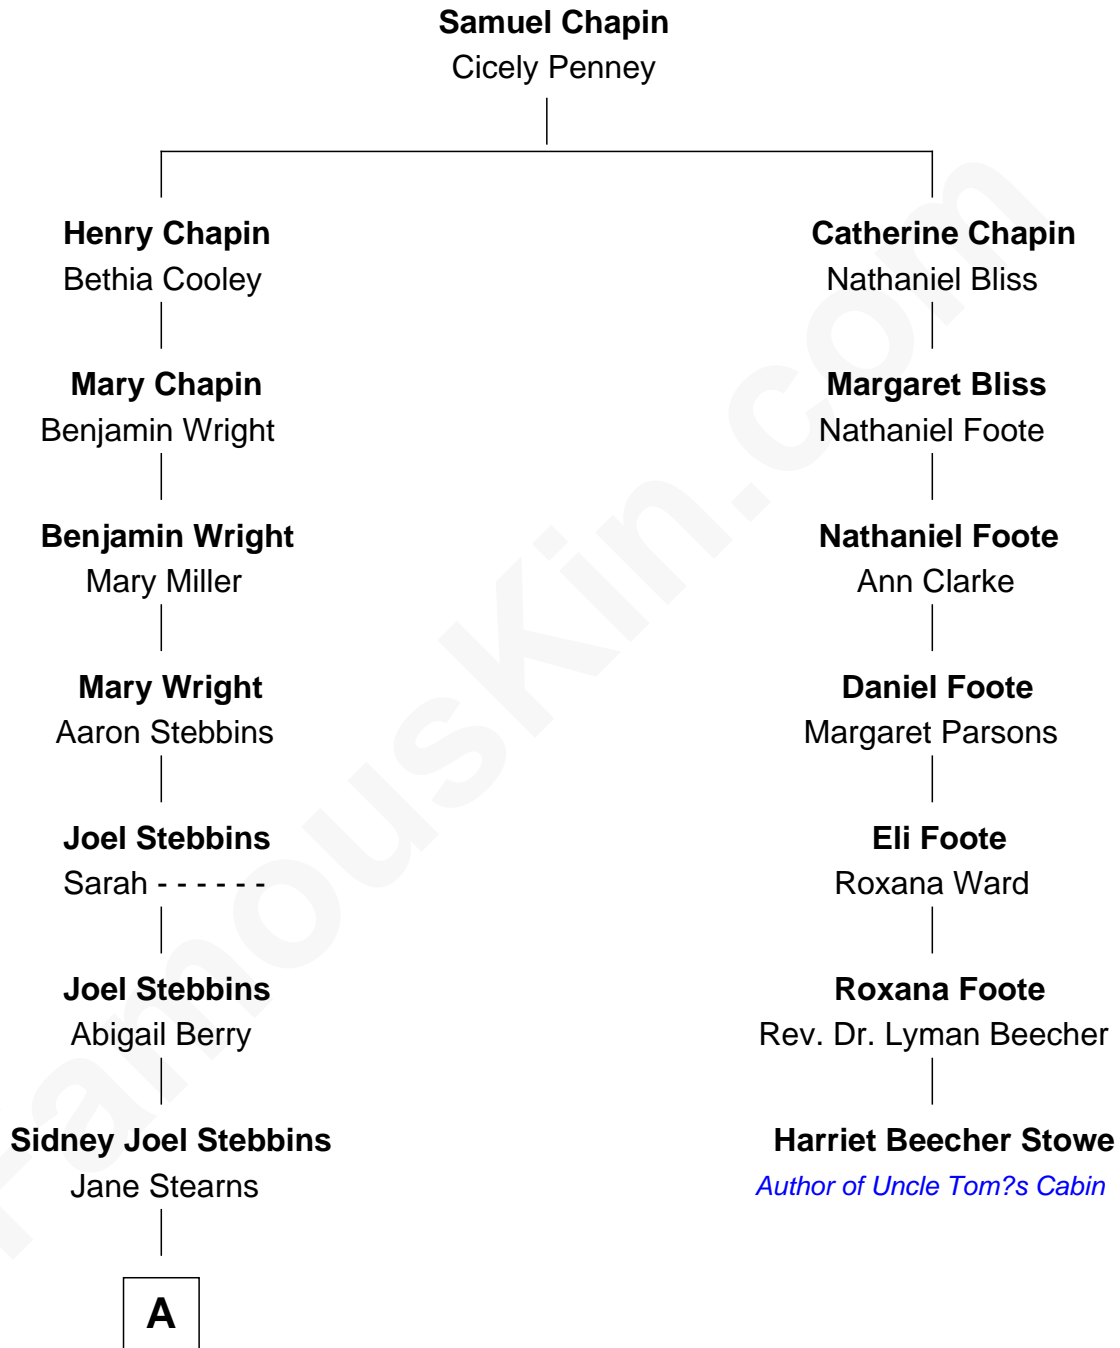 Samuel Chapin
Cicely Penney
Henry Chapin
Bethia Cooley
Catherine Chapin
Nathaniel Bliss
Mary Chapin
Benjamin Wright
Margaret Bliss
Nathaniel Foote
Benjamin Wright
Mary Miller
Nathaniel Foote
Ann Clarke
Mary Wright
Aaron Stebbins
Daniel Foote
Margaret Parsons
Joel Stebbins
Sarah - - - - - -
Eli Foote
Roxana Ward
Joel Stebbins
Abigail Berry
Roxana Foote
Rev. Dr. Lyman Beecher
Sidney Joel Stebbins
Jane Stearns
Harriet Beecher Stowe
Author of Uncle Tom?s Cabin
A
FamousKin.com